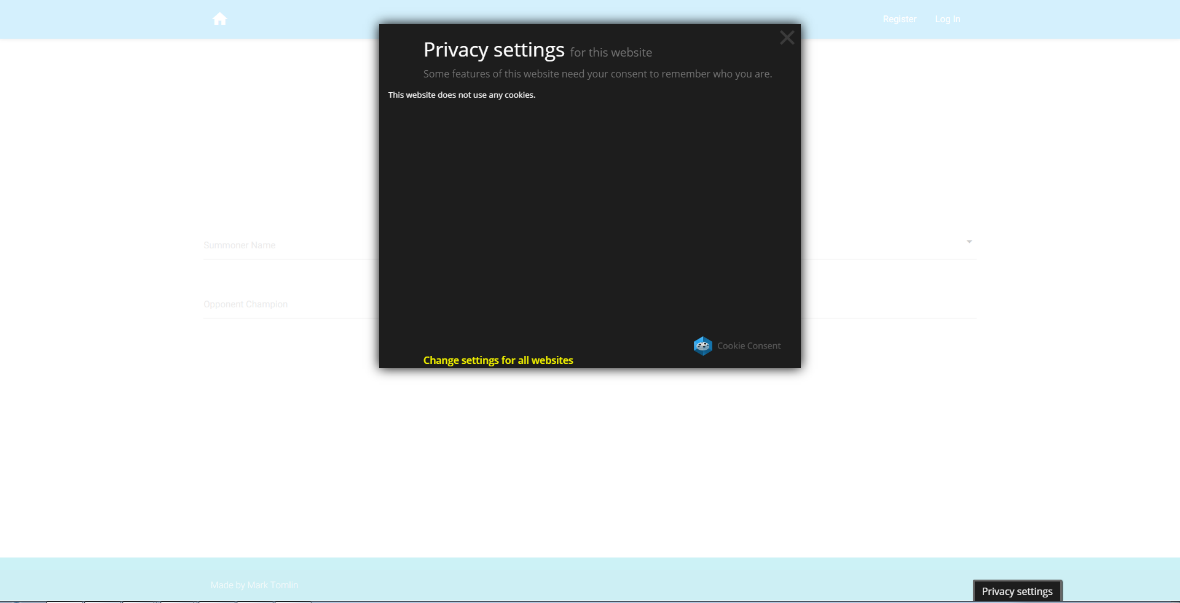 Register Log In
Privacy settings for this website
Some features of this website need your consent to remember who you are.
This website does not use any cookies.
Summoner Name
Opponent Champion
Cookie Consent
Change settings for all websites
Made by Mark Tomlin
Privacy settings